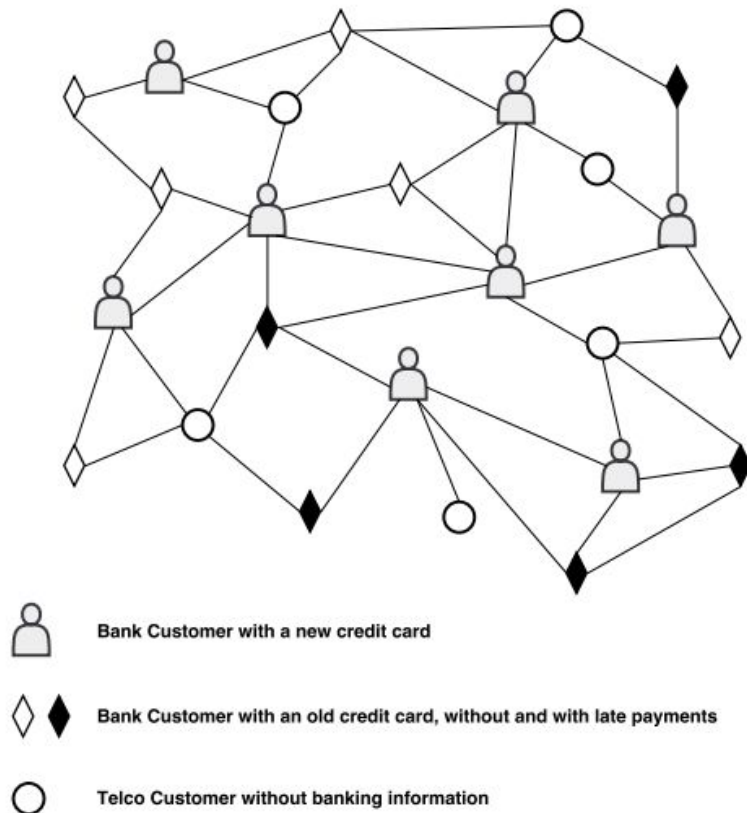 Bank Customer with a new credit card
Bank Customer with an old credit card, without and with late payments
Telco Customer without banking information